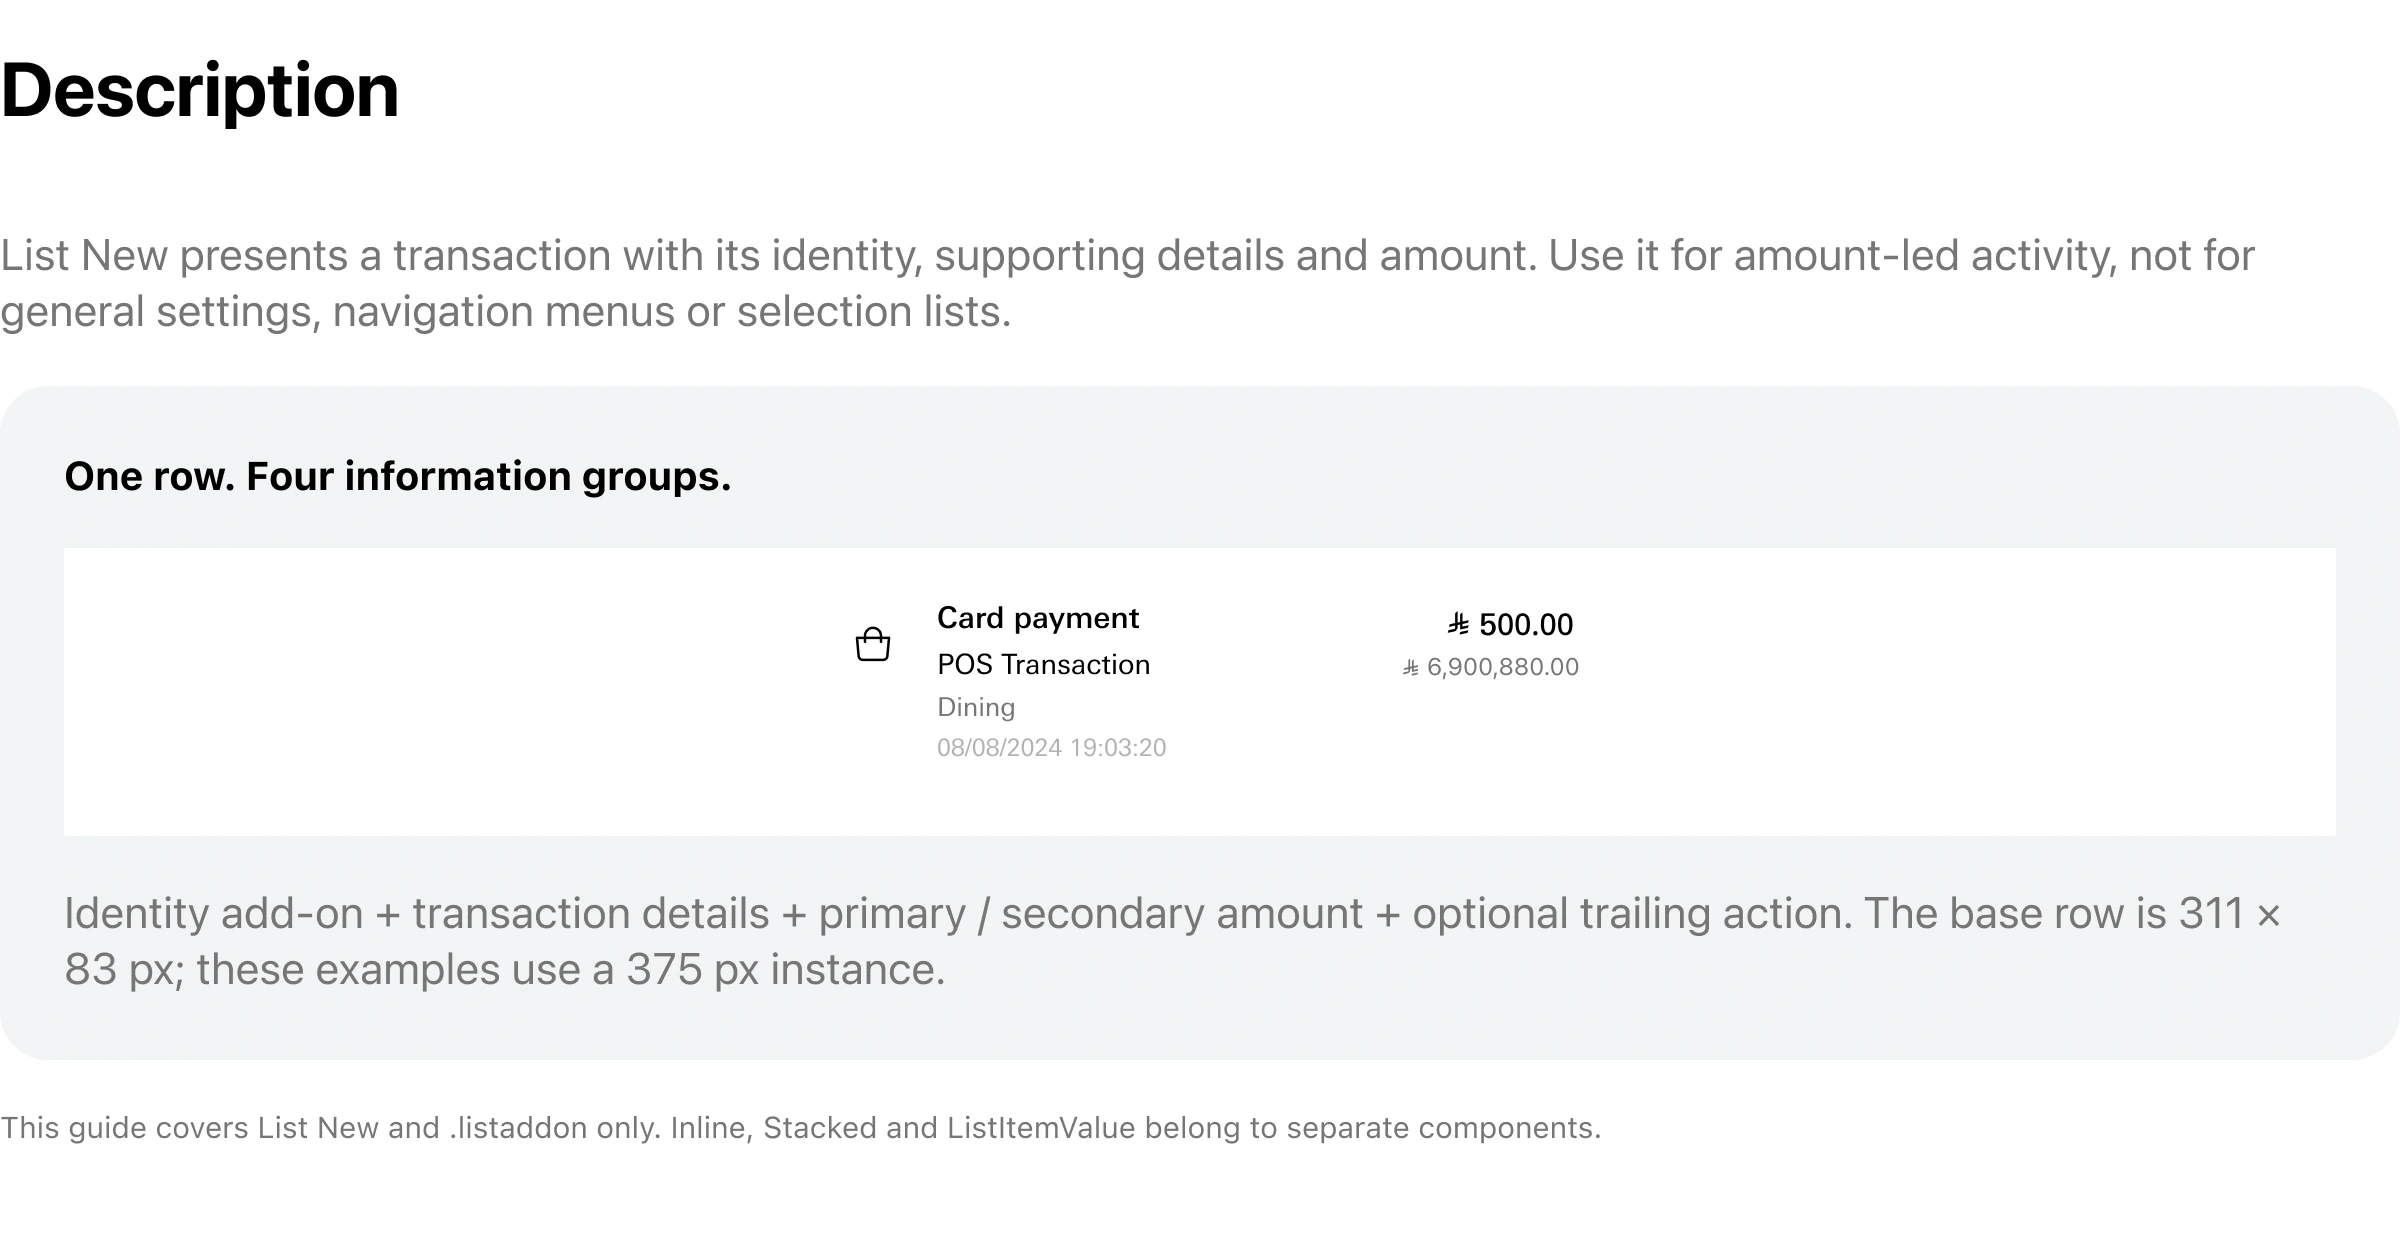 Description
List New presents a transaction with its identity, supporting details and amount. Use it for amount-led activity, not for
general settings, navigation menus or selection lists.
One row. Four information groups.
Card payment
POS Transaction
Dining
08/08/2024 19:03:20
⃁ 500.00
⃁ 6,900,880.00
Identity add-on + transaction details + primary / secondary amount + optional trailing action. The base row is 311 ×
83 px; these examples use a 375 px instance.
This guide covers List New and .listaddon only. Inline, Stacked and ListItemValue belong to separate components.